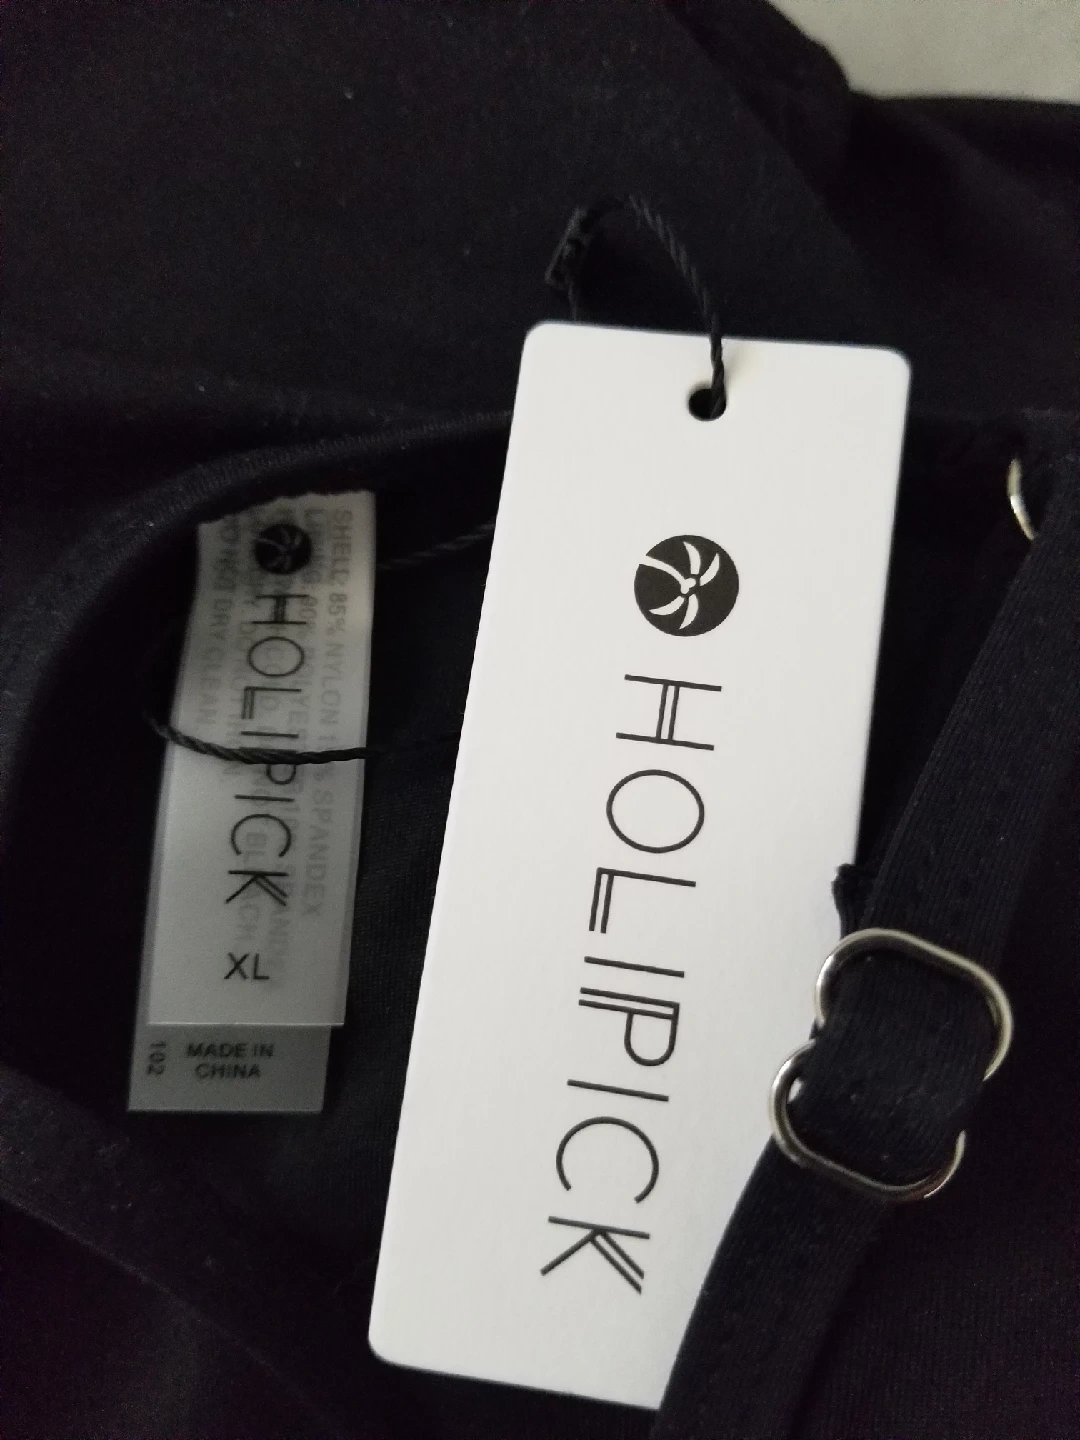 HOLIPICK
HOLIPICK
XL
MADE IN
CHINA
102
SHELL: 85% NYLON 15% SPANDEX
DO NOT DRY CLEAN